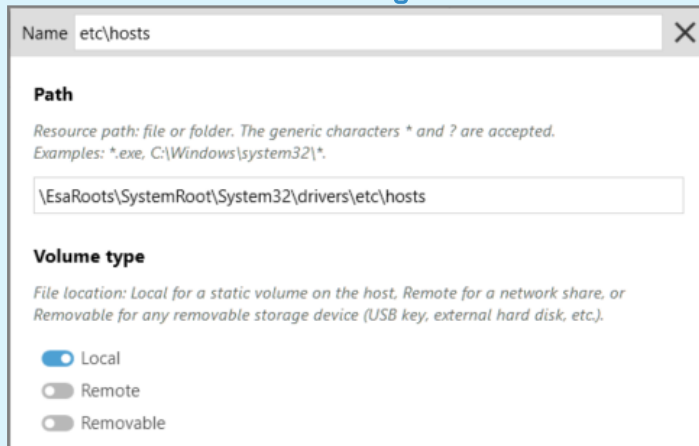 Name etc\hosts
Path
Resource path: file or folder. The generic characters * and ? are accepted.
Examples: *.exe, C:\Windows\system32\*.
\EsaRoots\SystemRoot\System32\drivers\etc\hosts
Volume type
File location: Local for a static volume on the host, Remote for a network share, or
Removable for any removable storage device (USB key, external hard disk, etc.).
Local
Remote
Removable